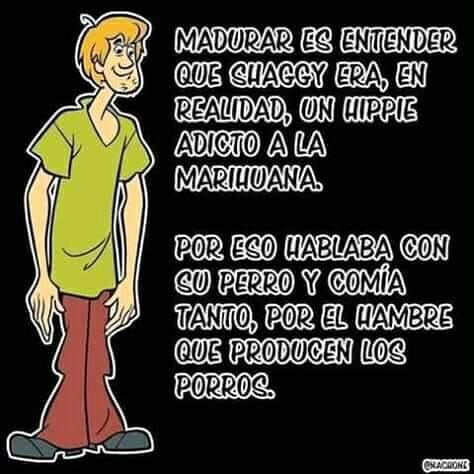 MADURAR ES ENTENDER
QUE SHAGGY ERA, EN
REALIDAD, UN HIPPIE
ADICTO A LA
MARIHUANA.
POR ESO HABLABA CON
SU PERRO Y COMÍA
TANTO, POR EL HAMBRE
QUE PRODUCEN LOS
PORROS.